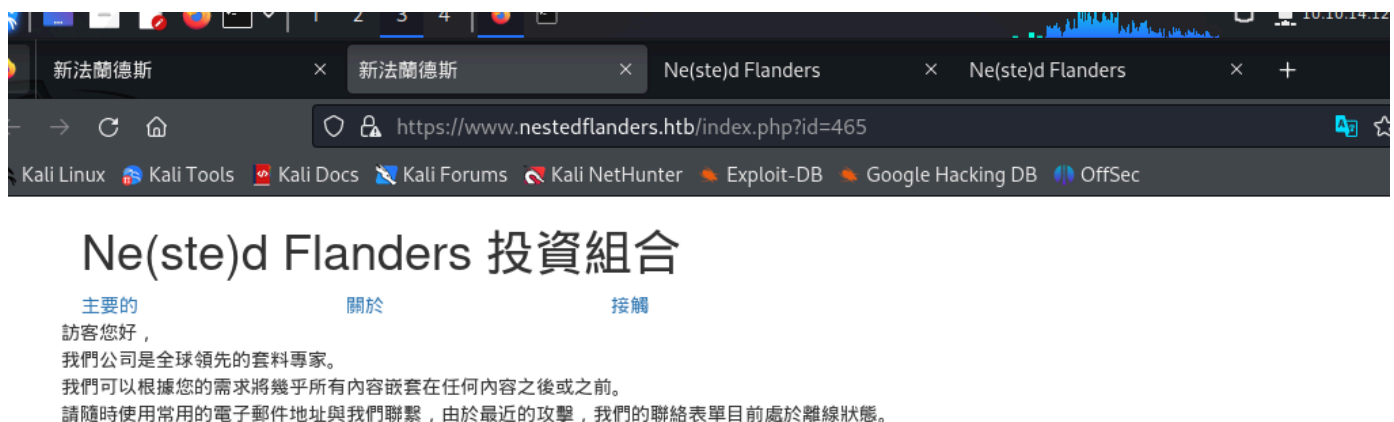 1 2 3 4 10.10.14.12
新法蘭德斯 新法蘭德斯 Ne(ste)d Flanders Ne(ste)d Flanders
https://www.nestedflanders.htb/index.php?id=465
Kali Linux Kali Tools Kali Docs Kali Forums Kali NetHunter Exploit-DB Google Hacking DB OffSec
Ne(ste)d Flanders 投資組合
主要的 關於 接觸
訪客您好，
我們公司是全球領先的套料專家。
我們可以根據您的需求將幾乎所有內容嵌套在任何內容之後或之前。
請隨時使用常用的電子郵件地址與我們聯繫，由於最近的攻擊，我們的聯絡表單目前處於離線狀態。